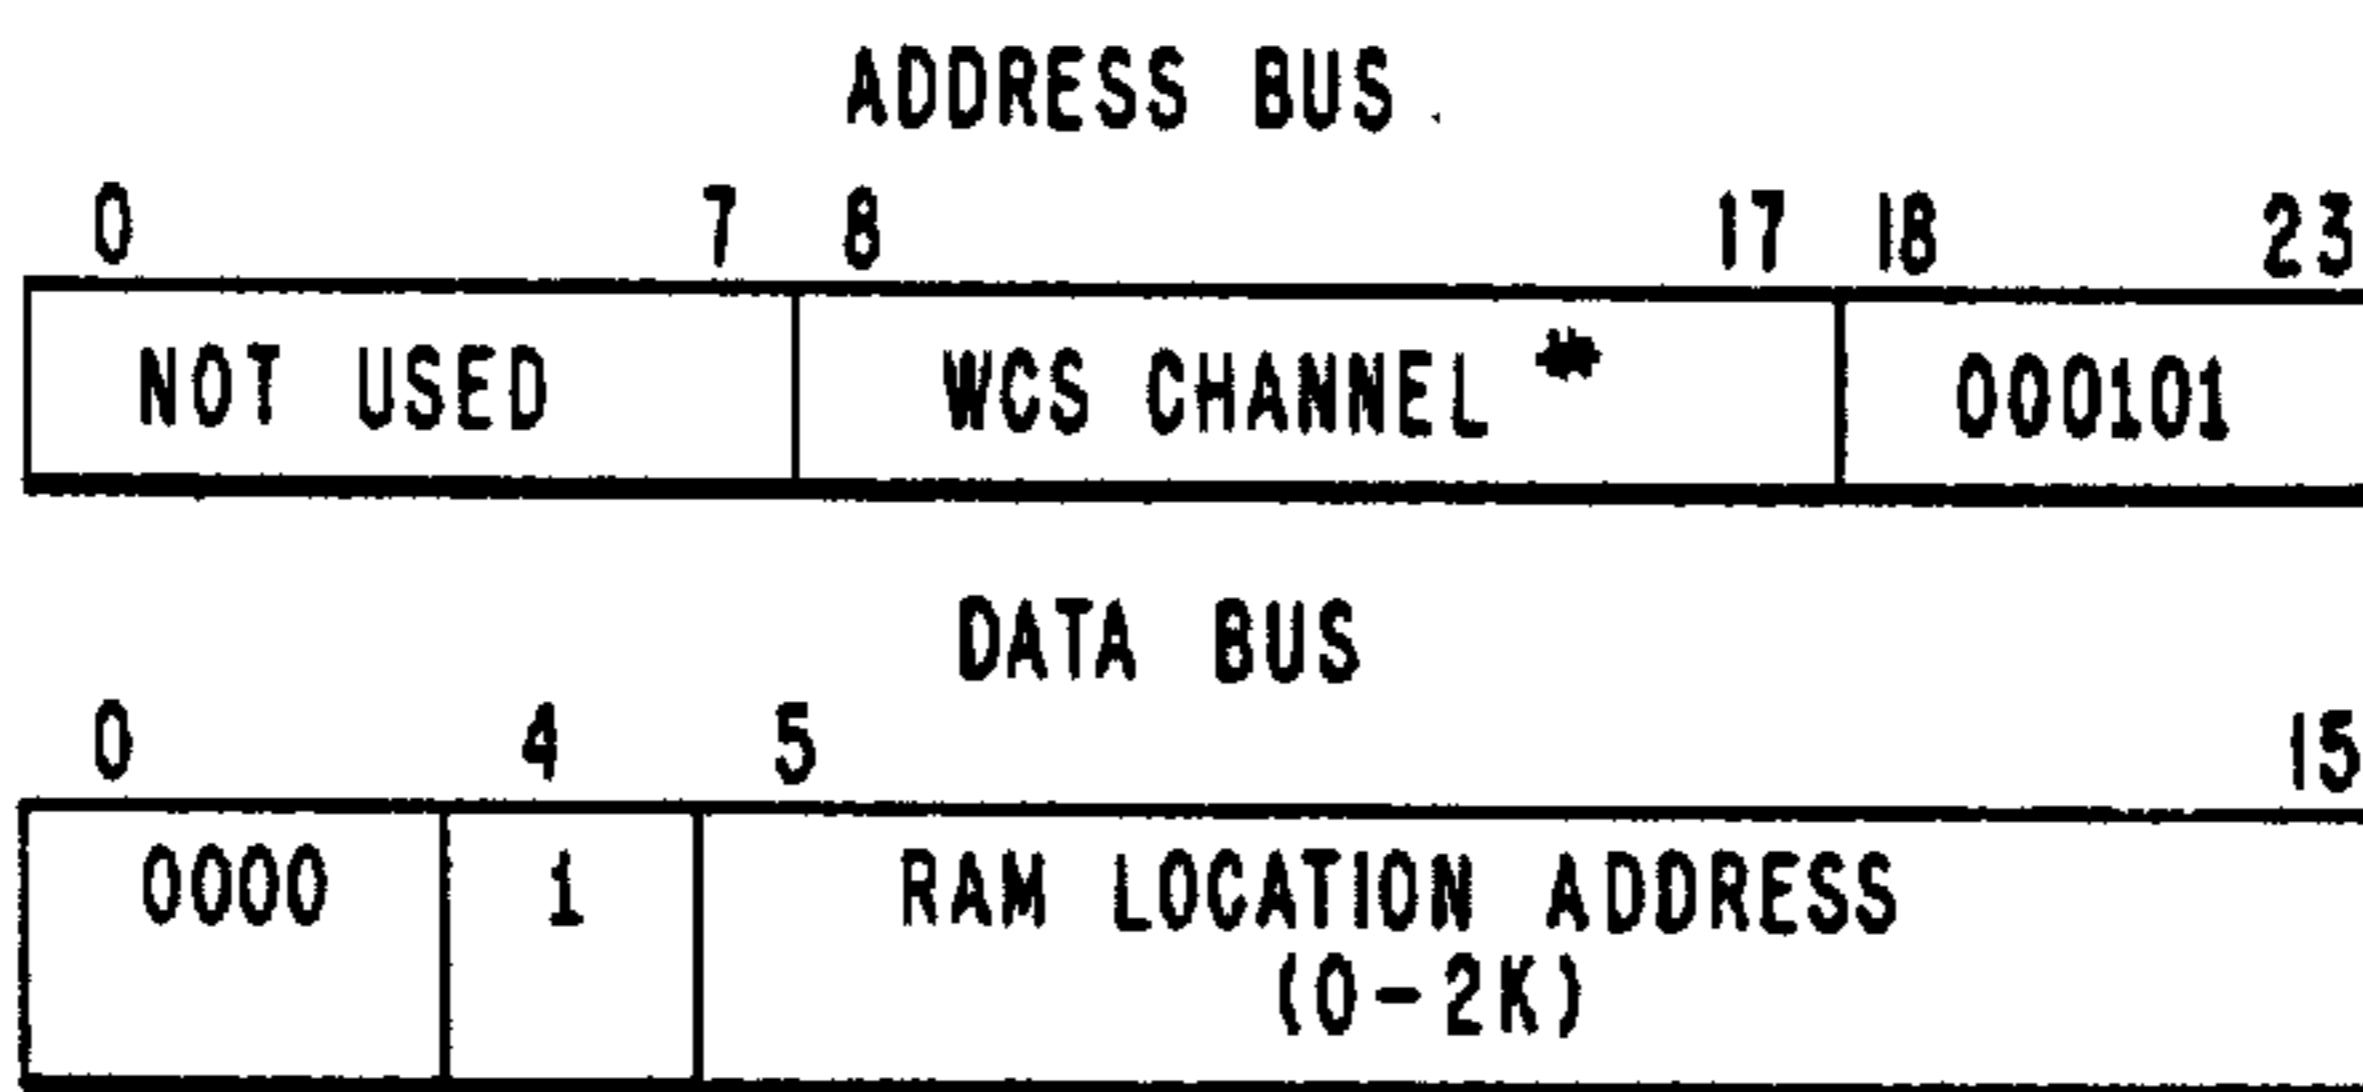 ADDRESS BUS
0 7 8 17 18 23
NOT USED WCS CHANNEL * 000101
DATA BUS
0 4 5 15
0000 1 RAM LOCATION ADDRESS
(0-2K)